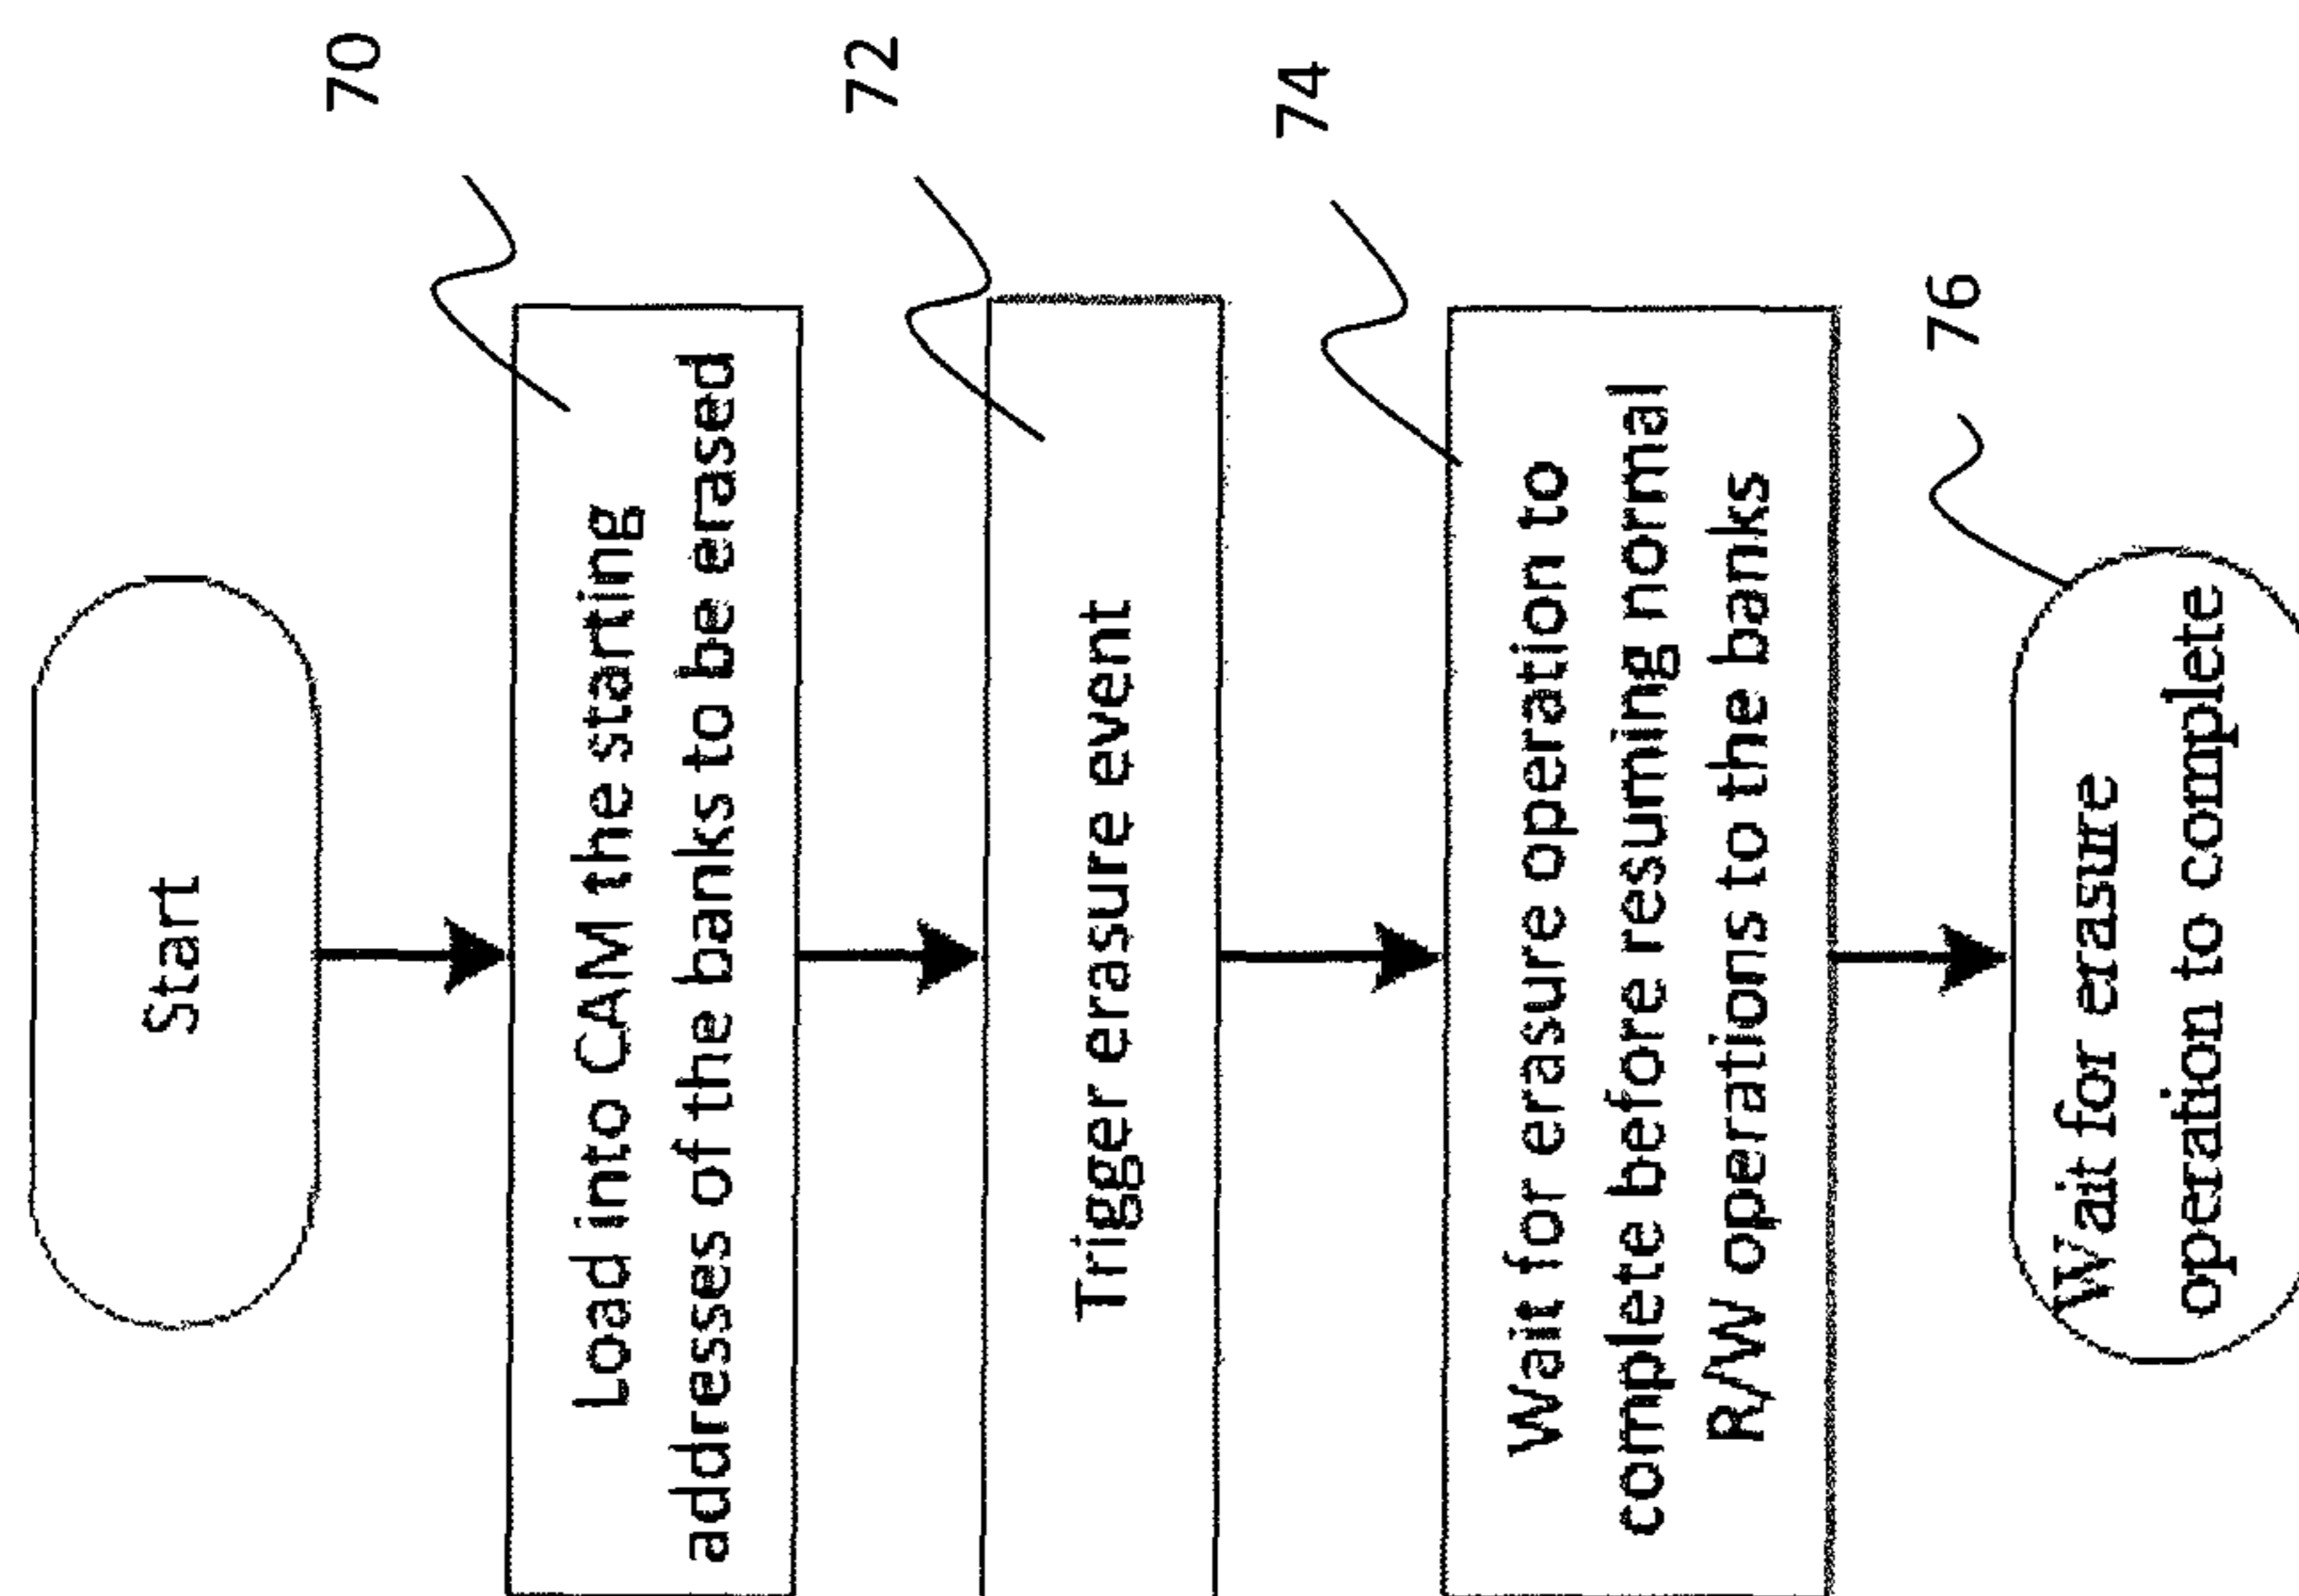 Start
70
Load into CAM the starting
addresses of the banks to be erased
72
Trigger erasure event
74
Wait for erasure operation to
complete before resuming normal
R/W operations to the banks
76
Wait for erasure
operation to complete